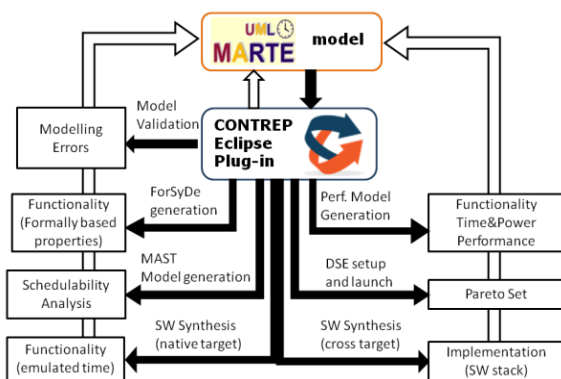 UML
MARTE
model
CONTREP
Eclipse
Plug-in
Model
Validation
Modelling
Errors
ForSyDe
generation
Perf. Model
Generation
Functionality
(Formally based
properties)
Functionality
Time&Power
Performance
MAST
Model generation
DSE setup
and launch
Schedulability
Analysis
Pareto Set
SW Synthesis
(native target)
SW Synthesis
(cross target)
Functionality
(emulated time)
Implementation
(SW stack)